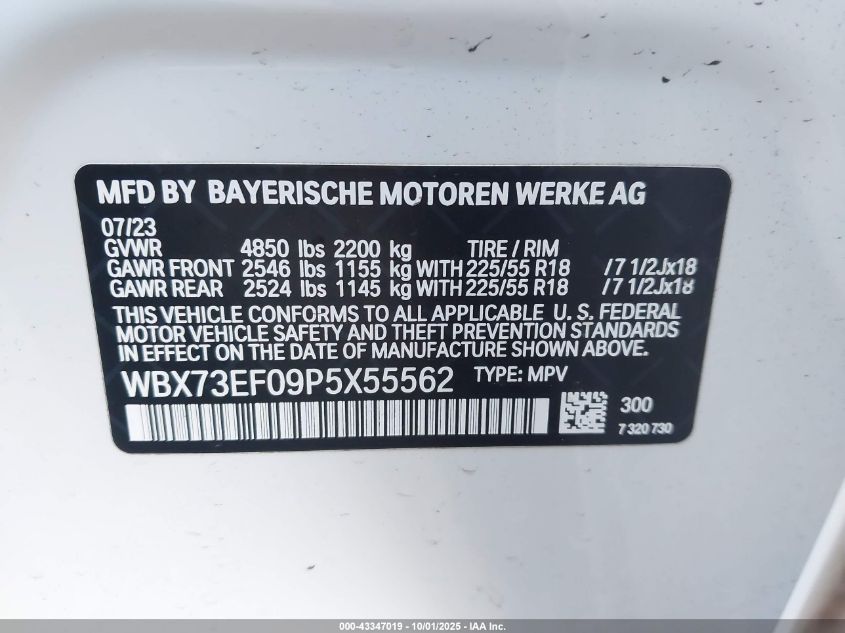 MFD BY BAYERISCHE MOTOREN WERKE AG
07/23
GVWR 4850 lbs 2200 kg TIRE / RIM
GAWR FRONT 2546 lbs 1155 kg WITH 225/55 R18 /7 1/2Jx18
GAWR REAR 2524 lbs 1145 kg WITH 225/55 R18 /7 1/2Jx18
THIS VEHICLE CONFORMS TO ALL APPLICABLE U. S. FEDERAL
MOTOR VEHICLE SAFETY AND THEFT PREVENTION STANDARDS
IN EFFECT ON THE DATE OF MANUFACTURE SHOWN ABOVE.
WBX73EF09P5X55562 TYPE: MPV
300
7 320 730
000-43347019 - 10/01/2025 - IAA Inc.